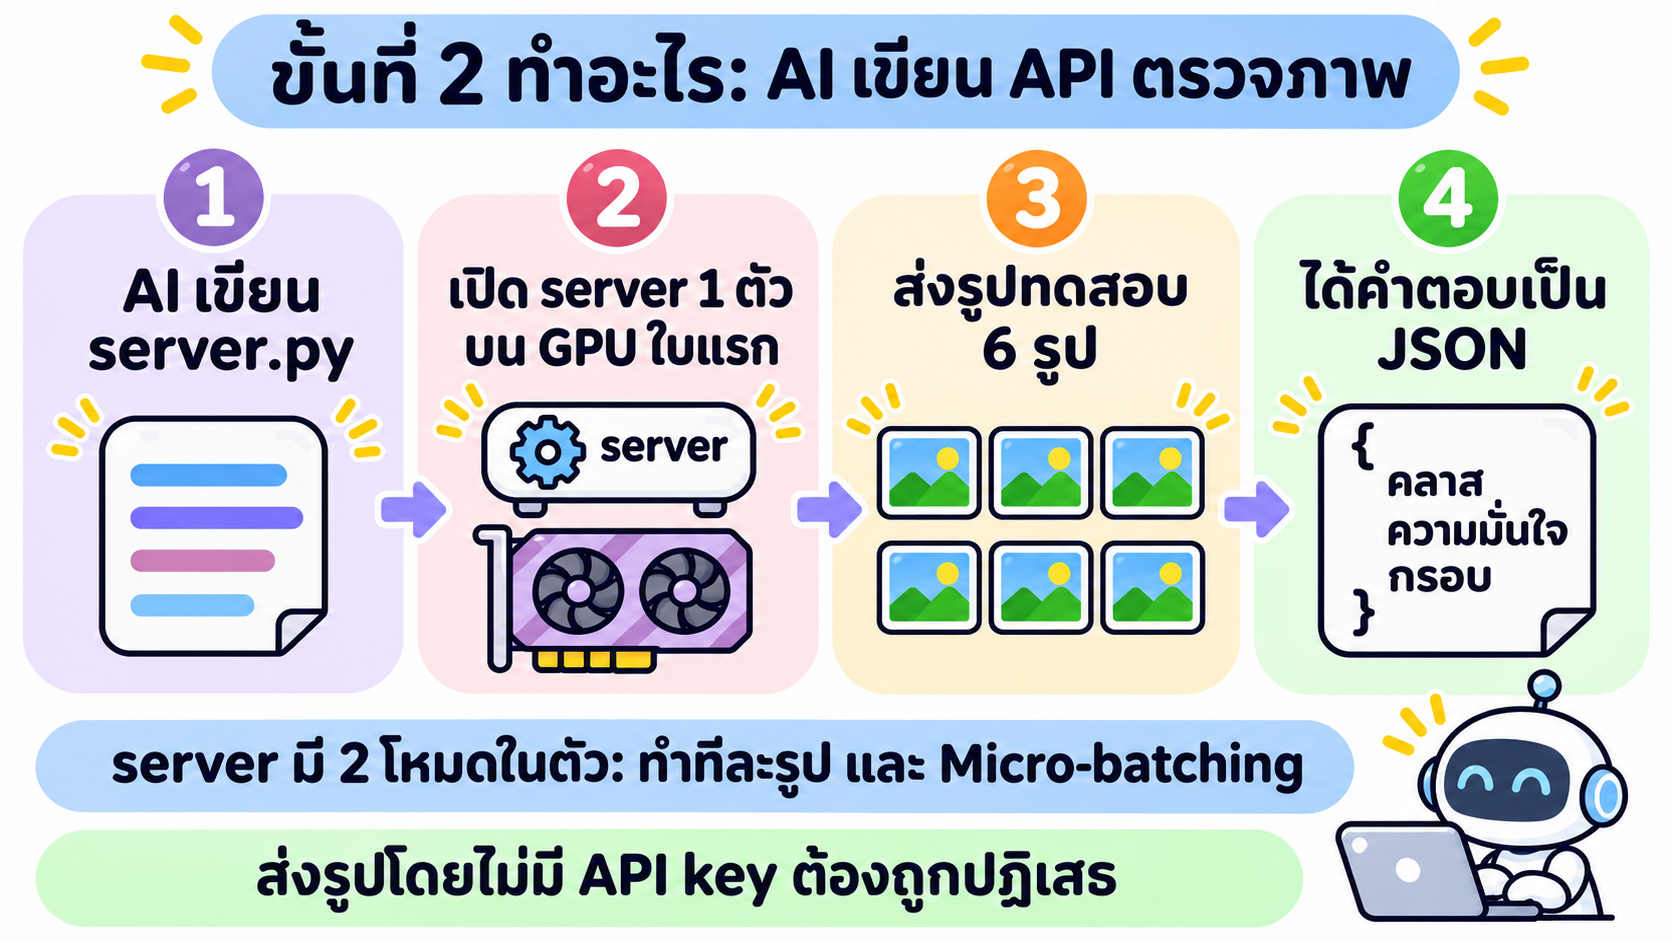 ขั้นที่ 2 ทำอะไร: AI เขียน API ตรวจภาพ
1
AI เขียน
server.py
2
เปิด server 1 ตัว
บน GPU ใบแรก
server
3
ส่งรูปทดสอบ
6 รูป
4
ได้คำตอบเป็น
JSON
{
คลาส
ความมั่นใจ
กรอบ
}
server มี 2 โหมดในตัว: ทำทีละรูป และ Micro-batching
ส่งรูปโดยไม่มี API key ต้องถูกปฏิเสธ